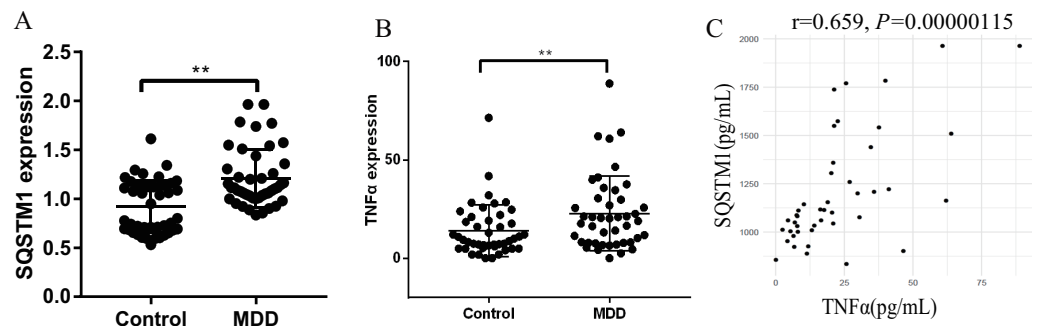 A
SQSTM1 expression
2.5
2.0
1.5
1.0
0.5
0.0
**
Control
MDD
B
TNFα expression
100
50
0
**
Control
MDD
C
r=0.659, P=0.00000115
SQSTM1(pg/mL)
2000
1750
1500
1250
1000
0
25
50
75
TNFα(pg/mL)